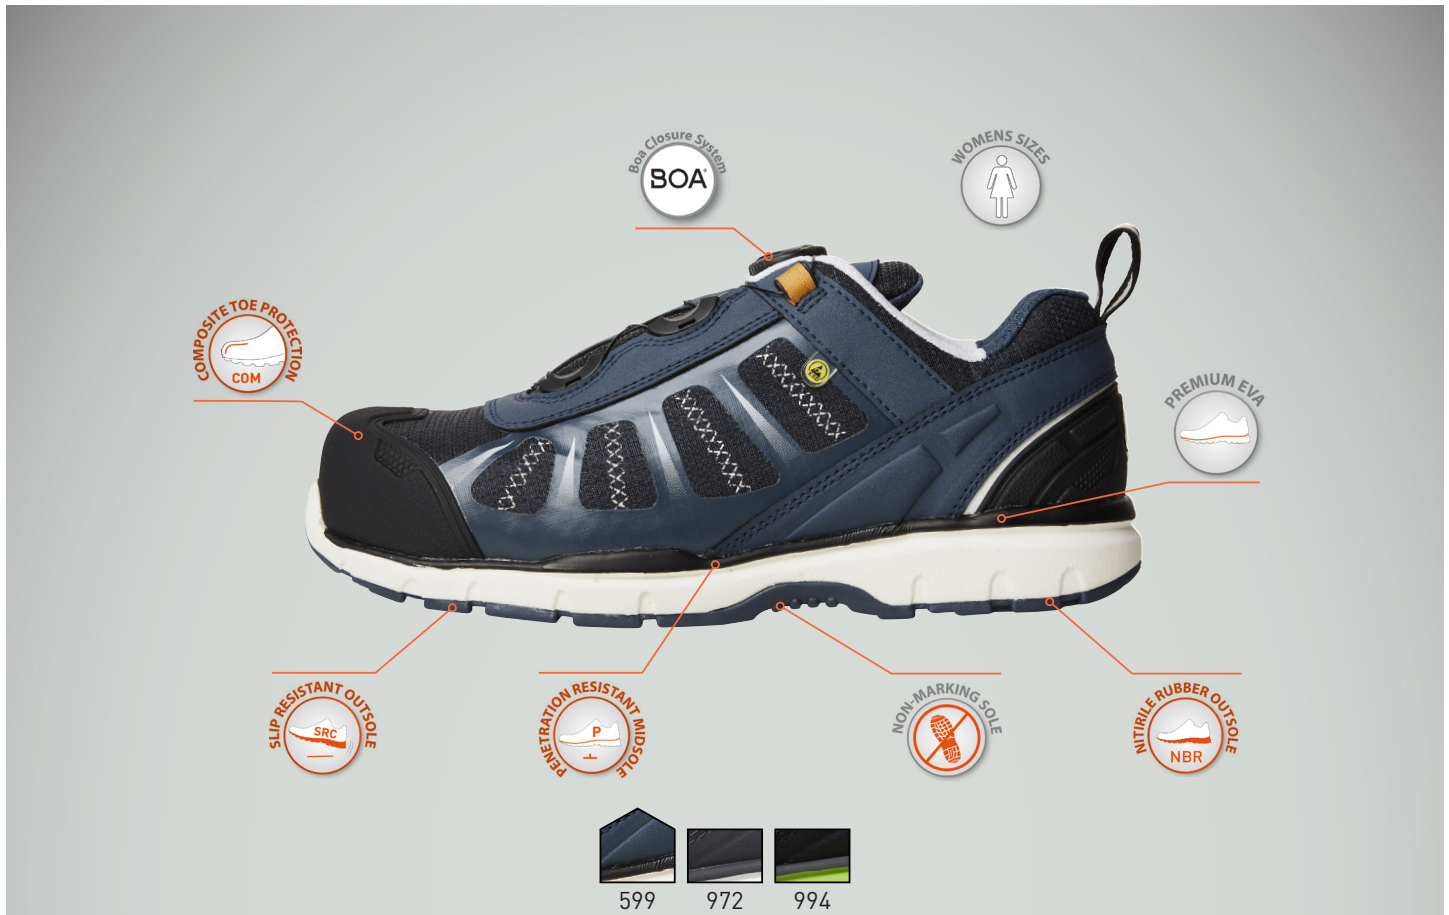 Boa Closure System
BOA
WOMENS SIZES
COMPOSITE TOE PROTECTION
COM
PREMIUM EVA
SLIP RESISTANT OUTSOLE
SRC
PENETRATION RESISTANT MIDSOLE
P
NON-MARKING SOLE
NITIRILE RUBBER OUTSOLE
NBR
599
972
994